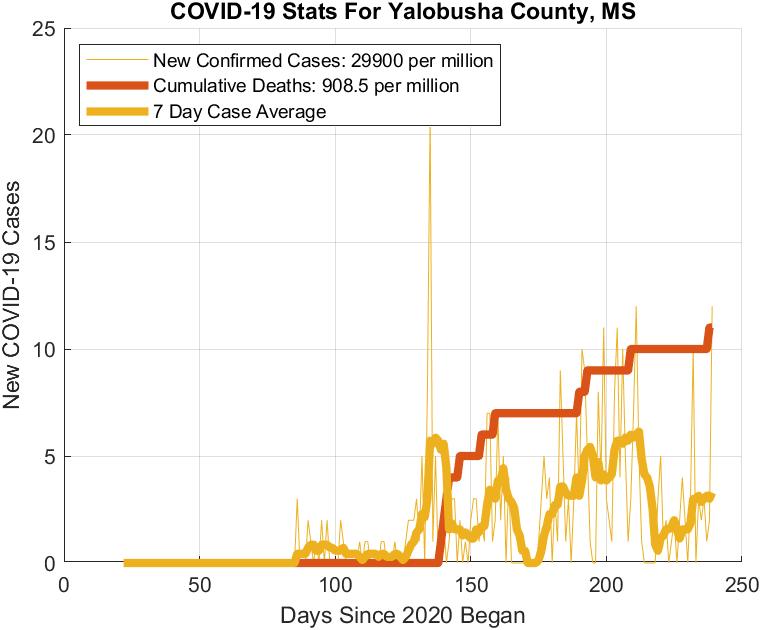 COVID-19 Stats For Yalobusha County, MS
New Confirmed Cases: 29900 per million
Cumulative Deaths: 908.5 per million
7 Day Case Average
New COVID-19 Cases
25
20
15
10
5
0
0 50 100 150 200 250
Days Since 2020 Began